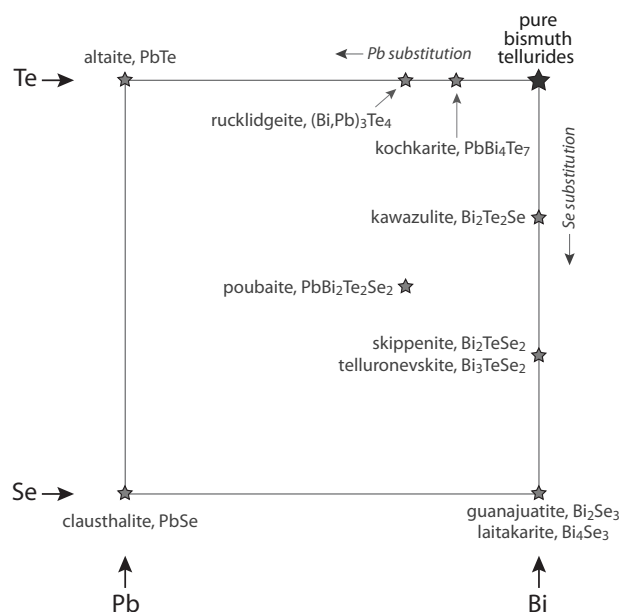 pure
bismuth
tellurides
altaite, PbTe
Pb substitution
Te
rucklidgeite, (Bi,Pb)₃Te₄
kochkarite, PbBi₄Te₇
Se substitution
kawazulite, Bi₂Te₂Se
poubaite, PbBi₂Te₂Se₂
skippenite, Bi₂TeSe₂
telluronevskite, Bi₃TeSe₂
Se
clausthalite, PbSe
guanajuatite, Bi₂Se₃
laitakarite, Bi₄Se₃
Pb
Bi